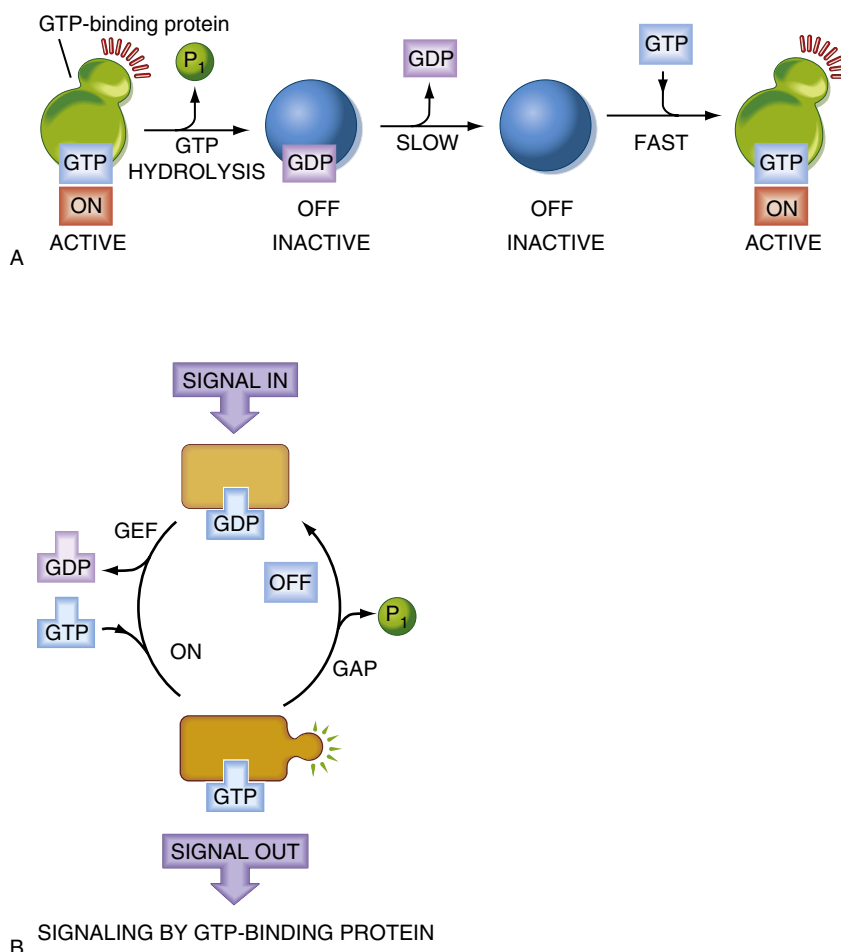 GTP-binding protein
P1
GDP
GTP
GTP
GTP
HYDROLYSIS
GDP
SLOW
FAST
GTP
ON
OFF
OFF
ON
ACTIVE
INACTIVE
INACTIVE
ACTIVE
A
SIGNAL IN
GDP
GEF
GDP
OFF
GTP
P1
ON
GAP
GTP
SIGNAL OUT
B SIGNALING BY GTP-BINDING PROTEIN